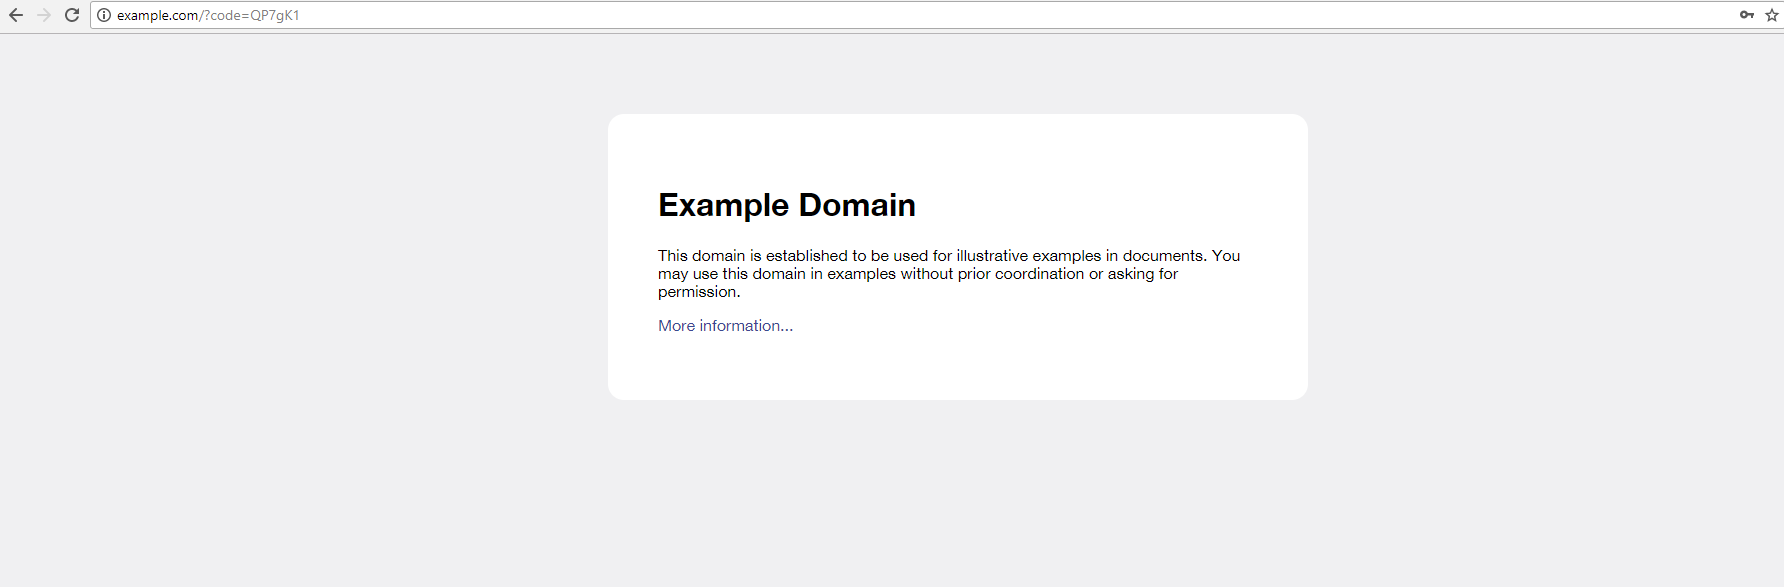 example.com/?code=QP7gK1
Example Domain
This domain is established to be used for illustrative examples in documents. You
may use this domain in examples without prior coordination or asking for
permission.
More information...